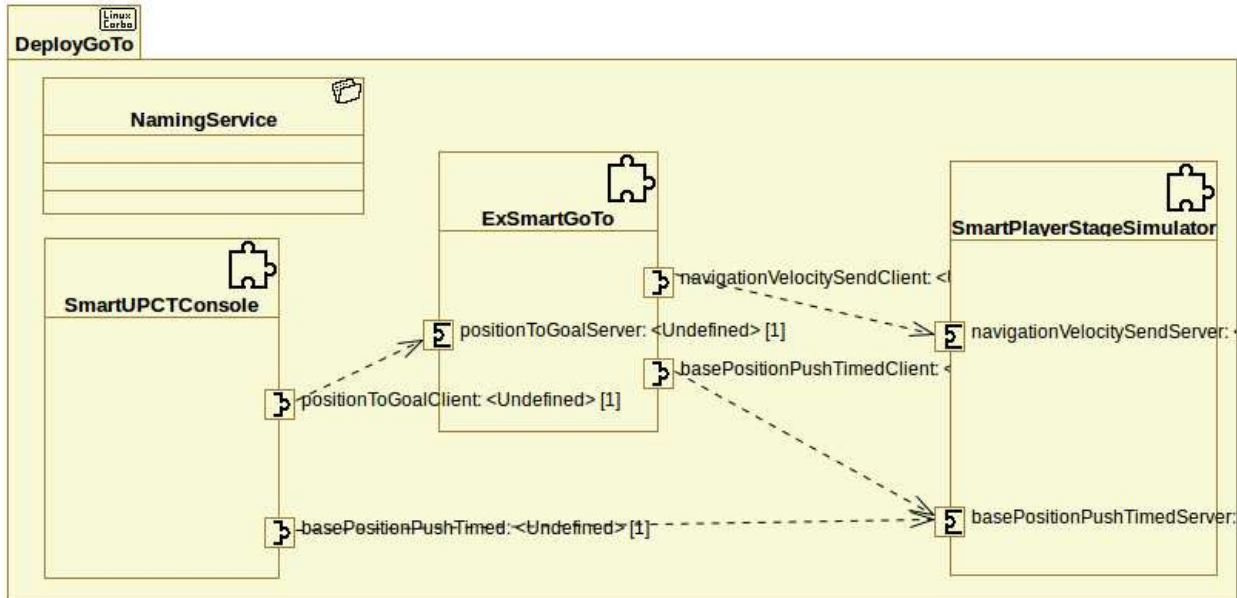 Linux
Corba
DeployGoTo
NamingService
ExSmartGoTo
SmartPlayerStageSimulator
SmartUPCTConsole
navigationVelocitySendClient: <U
positionToGoalServer: <Undefined> [1]
navigationVelocitySendServer: <
basePositionPushTimedClient: <
positionToGoalClient: <Undefined> [1]
basePositionPushTimed: <Undefined> [1]
basePositionPushTimedServer: